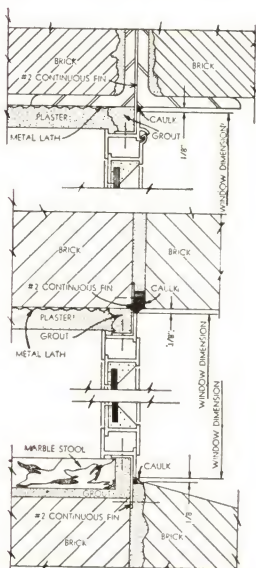 BRICK
BRICK
#2 CONTINUOUS FIN
PLASTER
CAULK
METAL LATH
GROUT
1/8"
WINDOW DIMENSION
BRICK
BRICK
#2 CONTINUOUS FIN
CAULK
PLASTER
GROUT
METAL LATH
1/8"
WINDOW DIMENSION
WINDOW DIMENSION
MARBLE STOOL
CAULK
GROUT
#2 CONTINUOUS FIN
1/8"
BRICK
BRICK